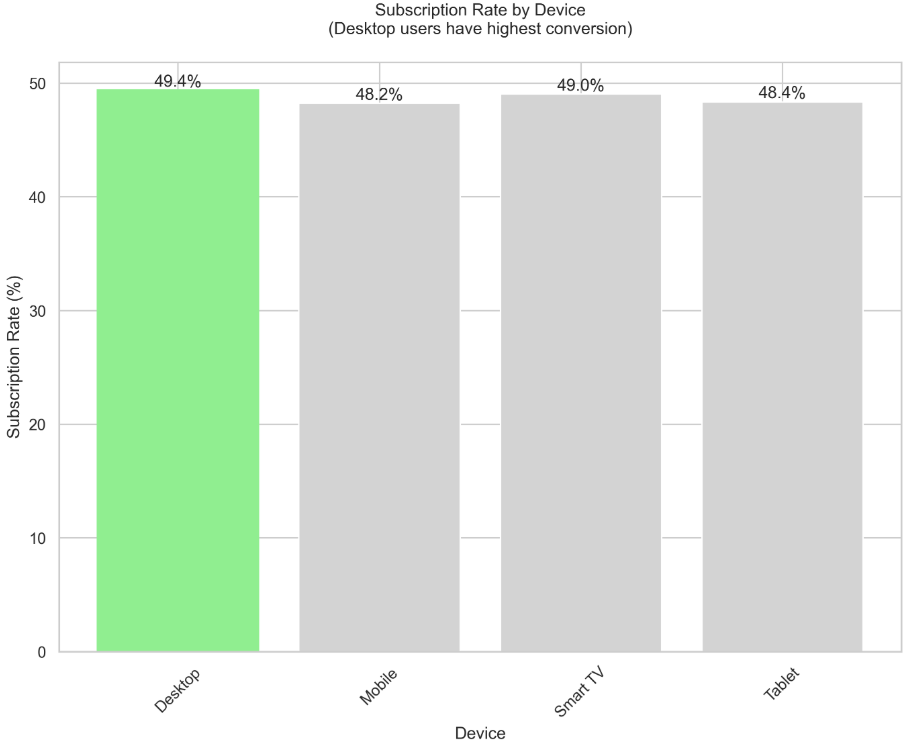 Subscription Rate by Device
(Desktop users have highest conversion)
49.4%
48.2%
49.0%
48.4%
50
40
30
20
10
0
Subscription Rate (%)
Desktop
Mobile
Smart TV
Tablet
Device